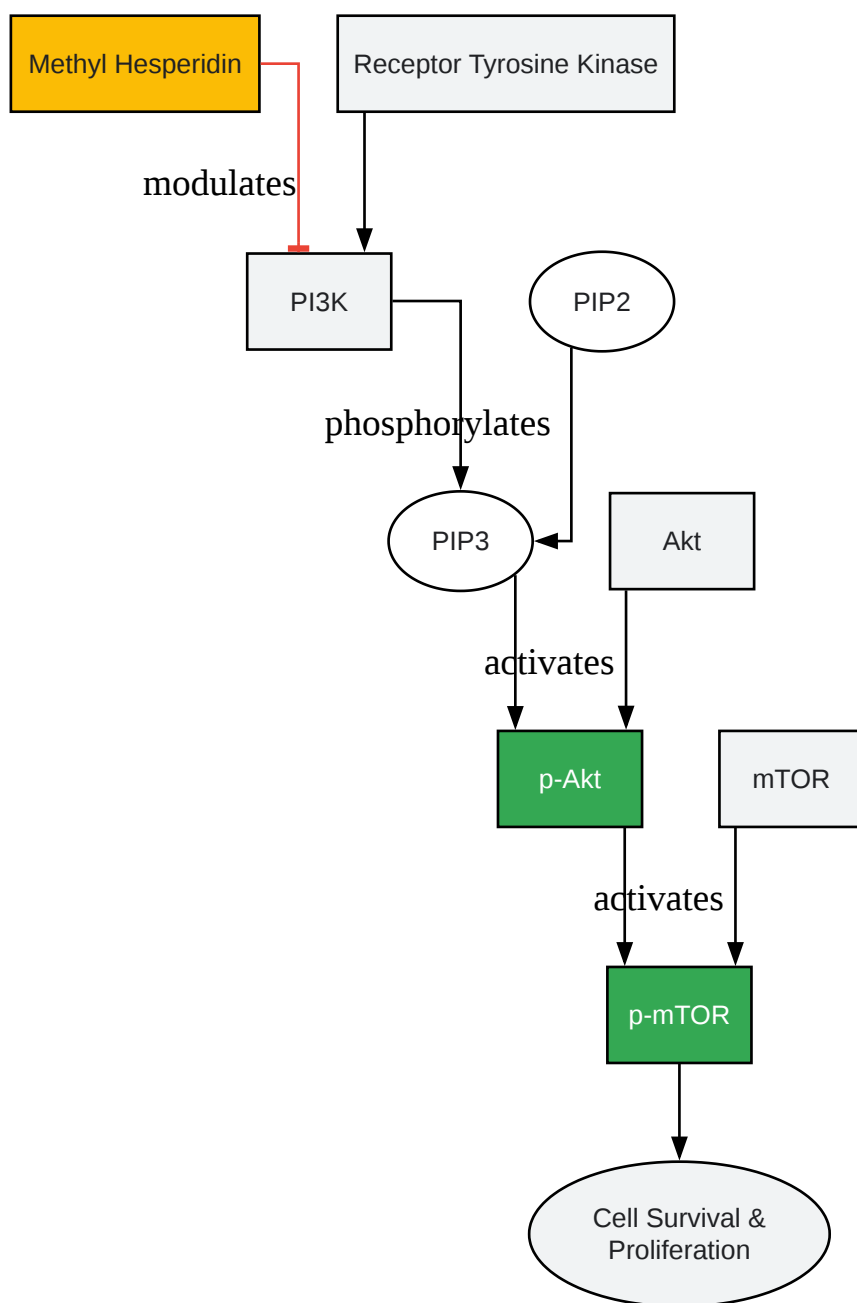 Methyl Hesperidin
Receptor Tyrosine Kinase
modulates
PI3K
PIP2
phosphorylates
PIP3
Akt
activates
p-Akt
mTOR
activates
p-mTOR
Cell Survival &
Proliferation